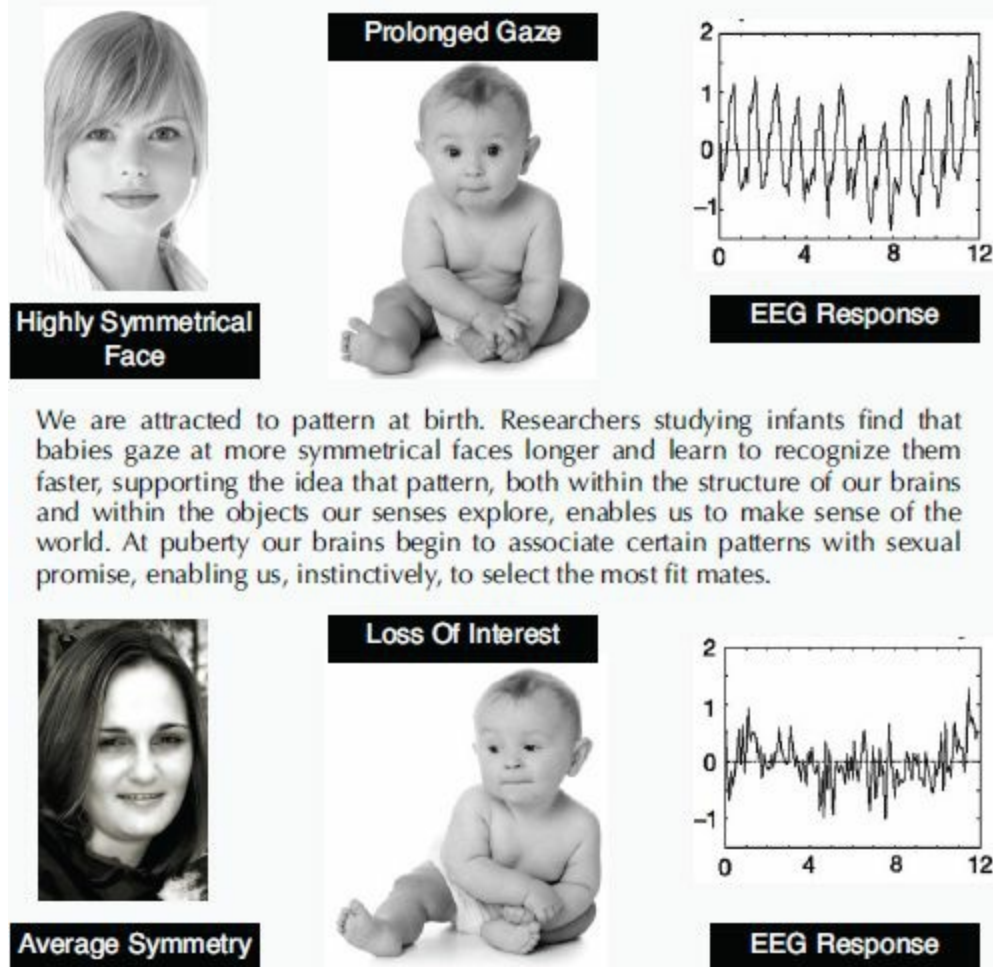 Prolonged Gaze
2
1
0
–1
0 4 8 12
Highly Symmetrical
Face
EEG Response
We are attracted to pattern at birth. Researchers studying infants find that
babies gaze at more symmetrical faces longer and learn to recognize them
faster, supporting the idea that pattern, both within the structure of our brains
and within the objects our senses explore, enables us to make sense of the
world. At puberty our brains begin to associate certain patterns with sexual
promise, enabling us, instinctively, to select the most fit mates.
Loss Of Interest
2
1
0
–1
0 4 8 12
Average Symmetry
EEG Response